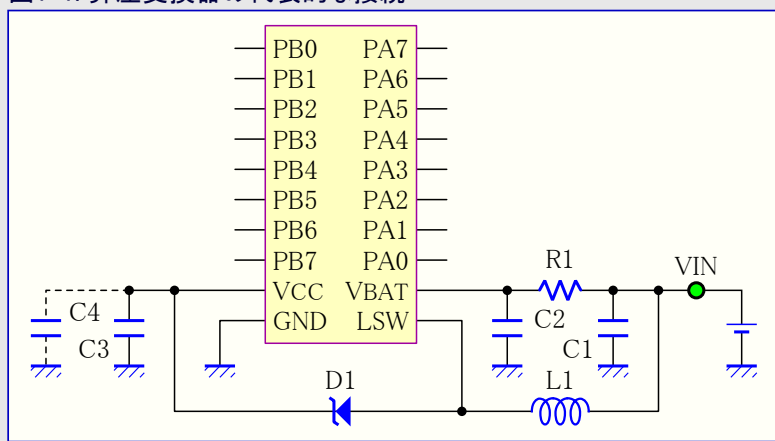 PB0 PA7
PB1 PA6
PB2 PA5
PB3 PA4
PB4 PA3
PB5 PA2
PB6 PA1
PB7 PA0
VCC VBAT
GND LSW
R1
VIN
C4
C3
C2
C1
D1
L1